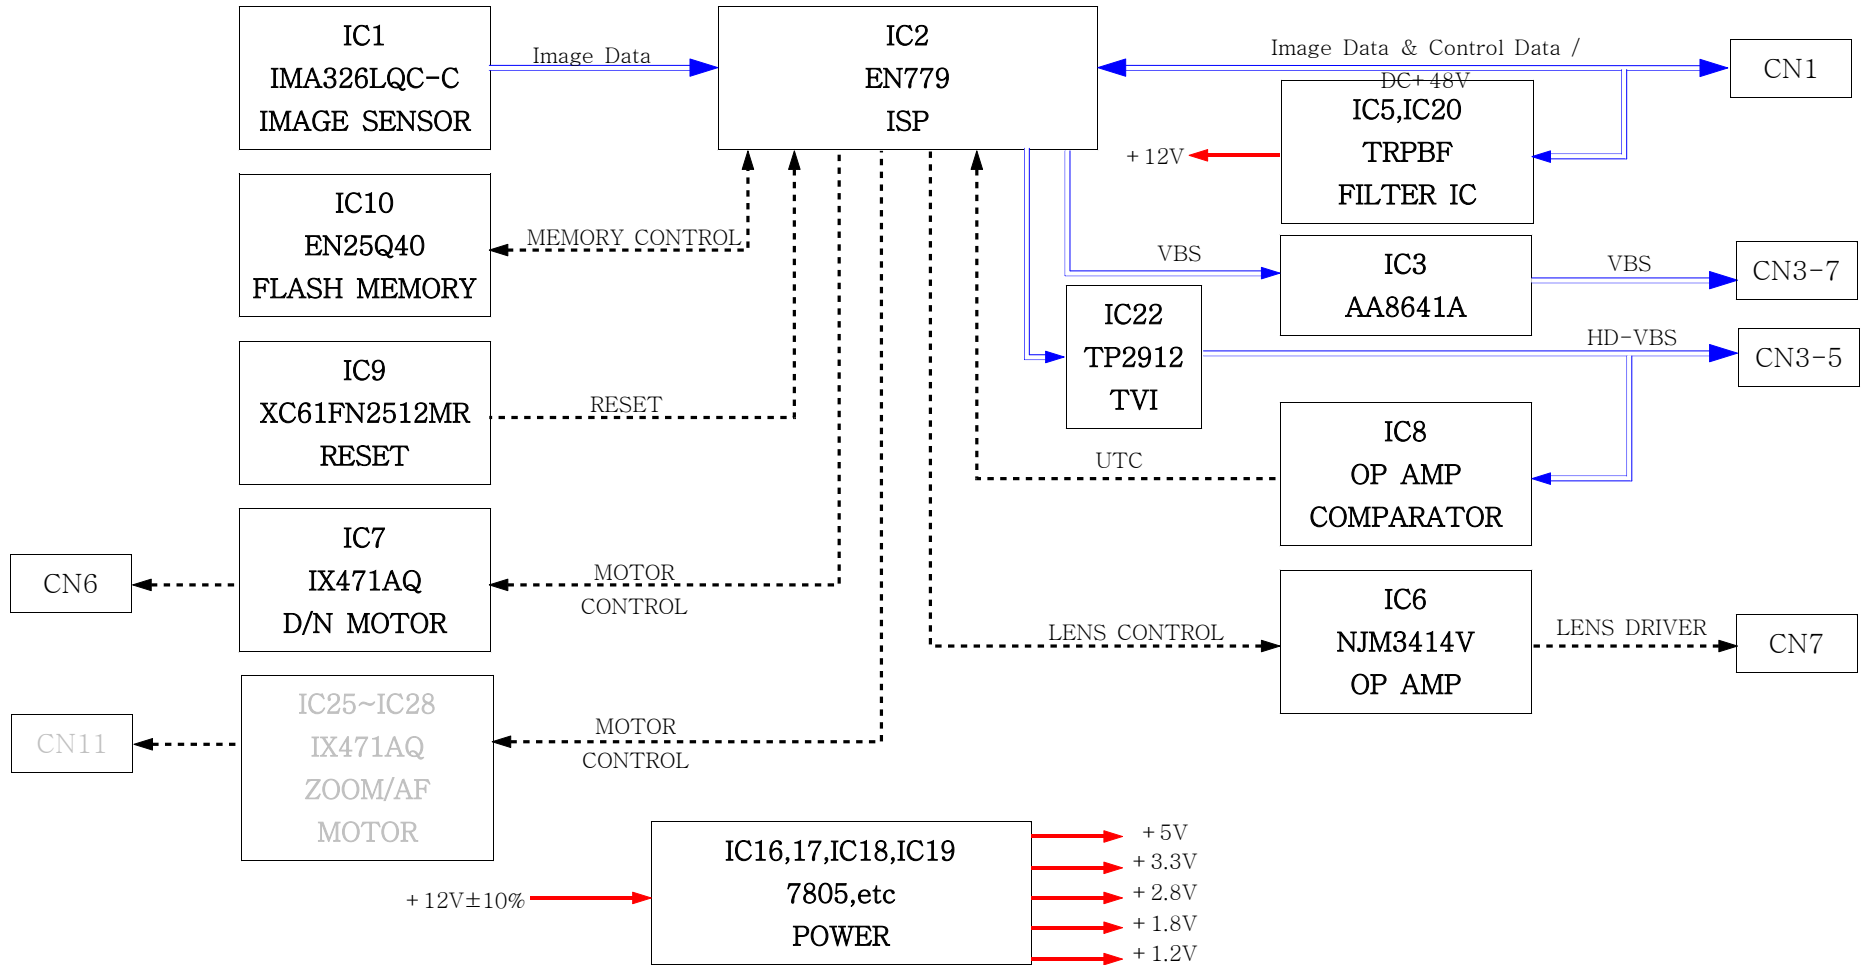 IC1
IMA326LQC-C
IMAGE SENSOR
Image Data
IC2
EN779
ISP
Image Data & Control Data /
DC+48V
CN1
IC5,IC20
TRPBF
FILTER IC
+12V
IC10
EN25Q40
FLASH MEMORY
MEMORY CONTROL
VBS
IC3
AA8641A
VBS
CN3-7
IC22
TP2912
TVI
HD-VBS
CN3-5
IC9
XC61FN2512MR
RESET
RESET
UTC
IC8
OP AMP
COMPARATOR
IC7
IX471AQ
D/N MOTOR
CN6
MOTOR
CONTROL
LENS CONTROL
IC6
NJM3414V
OP AMP
LENS DRIVER
CN7
IC25~IC28
IX471AQ
ZOOM/AF
MOTOR
CN11
MOTOR
CONTROL
+12V±10%
IC16,17,IC18,IC19
7805,etc
POWER
+5V
+3.3V
+2.8V
+1.8V
+1.2V